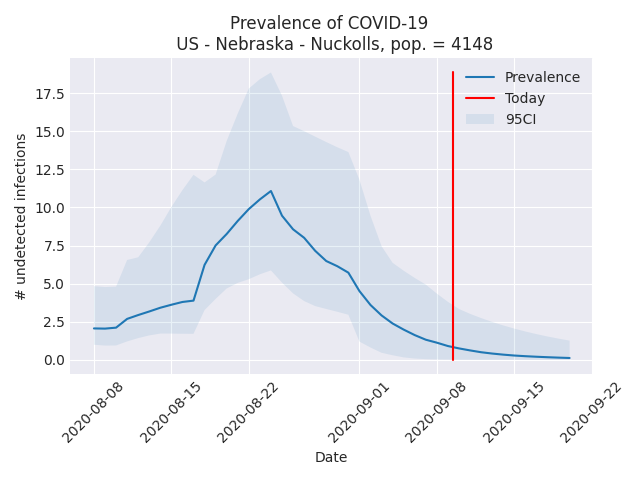 Prevalence of COVID-19
US - Nebraska - Nuckolls, pop. = 4148
Prevalence
Today
95CI
17.5
15.0
12.5
10.0
7.5
5.0
2.5
0.0
# undetected infections
2020-08-08
2020-08-15
2020-08-22
2020-09-01
2020-09-08
2020-09-15
2020-09-22
Date